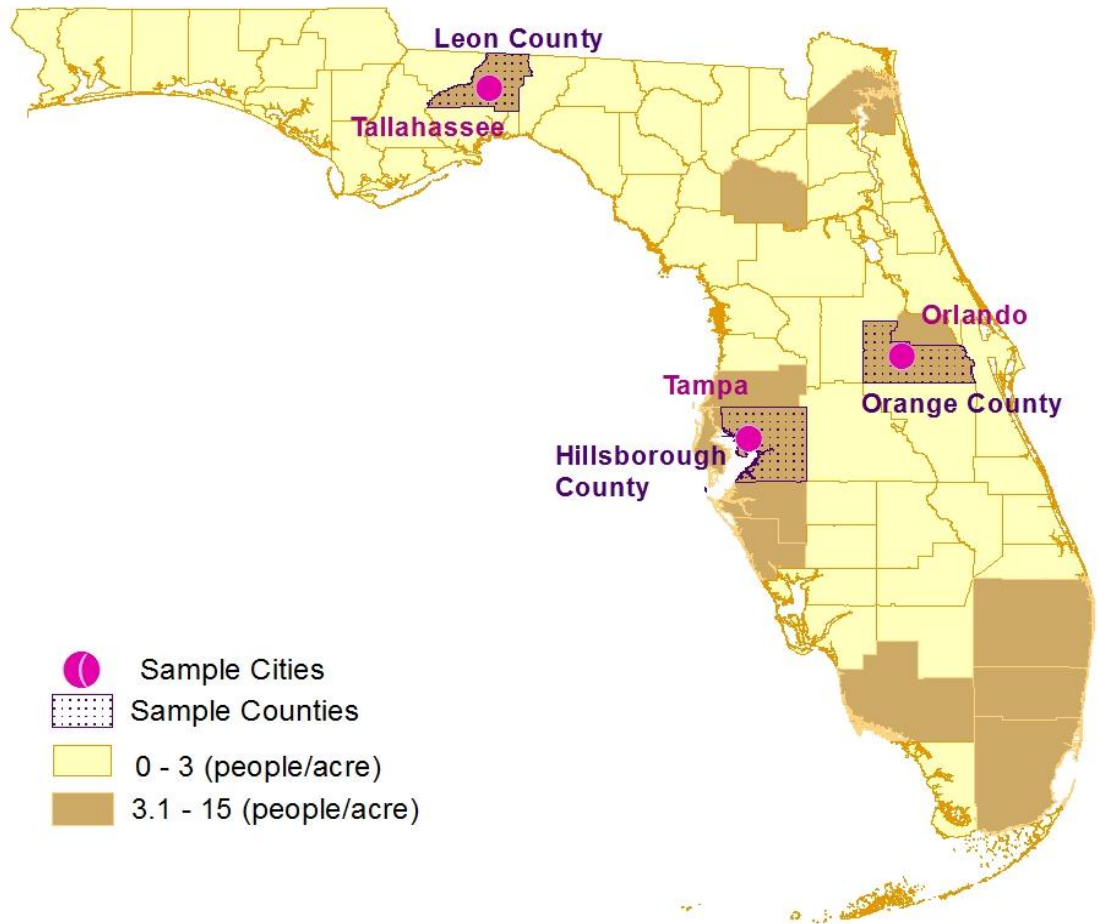 Leon County
Tallahassee
Orlando
Tampa
Orange County
Hillsborough
County
Sample Cities
Sample Counties
0 - 3 (people/acre)
3.1 - 15 (people/acre)